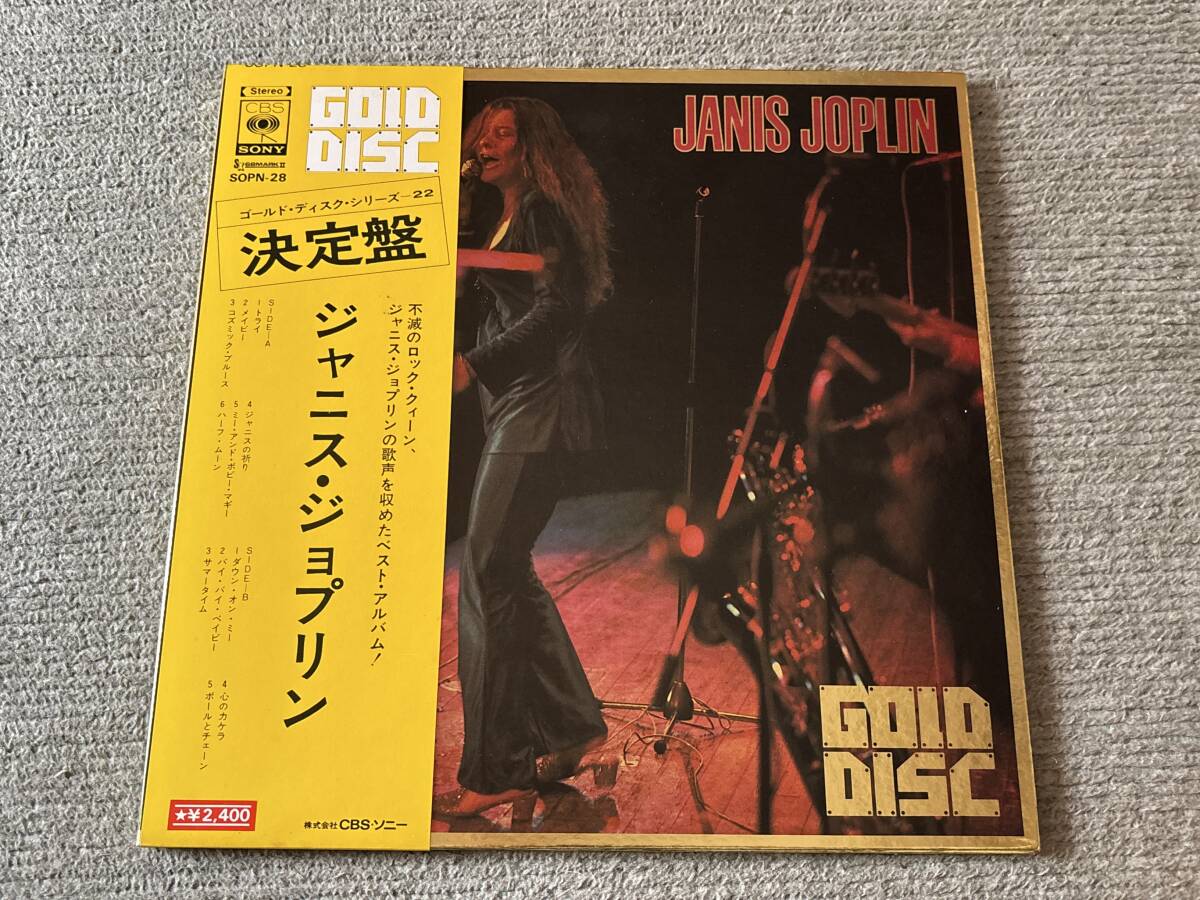 Stereo
CBS
SONY
SOPN-28
GOLD
DISC
ゴールド・ディスク・シリーズ—22
決定盤
不滅のロック・クィーン、
ジャニス・ジョプリンの歌声を収めたベスト・アルバム!
ジャニス・ジョプリン
SIDE—A
1 トライ
2 メイビー
3 コズミック・ブルース
4 ジャニスの祈り
5 ミー・アンド・ボビー・マギー
6 ハーフ・ムーン
SIDE—B
1 ダウン・オン・ミー
2 バイ・バイ・ベイビー
3 サマータイム
4 心のカケラ
5 ボールとチェーン
★¥2,400
株式会社 CBS・ソニー
JANIS JOPLIN
GOLD
DISC